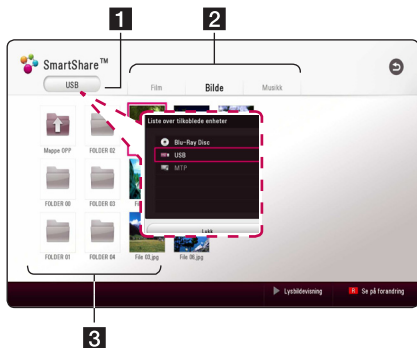 1
2
SmartShare™
USB
Film
Bilde
Musikk
Liste over tilkoblede enheter
Blu-Ray Disc
USB
MTP
Lukk
Mappe OPP
FOLDER 02
FOLDER 00
FOLDER 03
FOLDER 01
FOLDER 04
File 02.jpg
File 06.jpg
Lysbildevisning
R Se på forandring
3